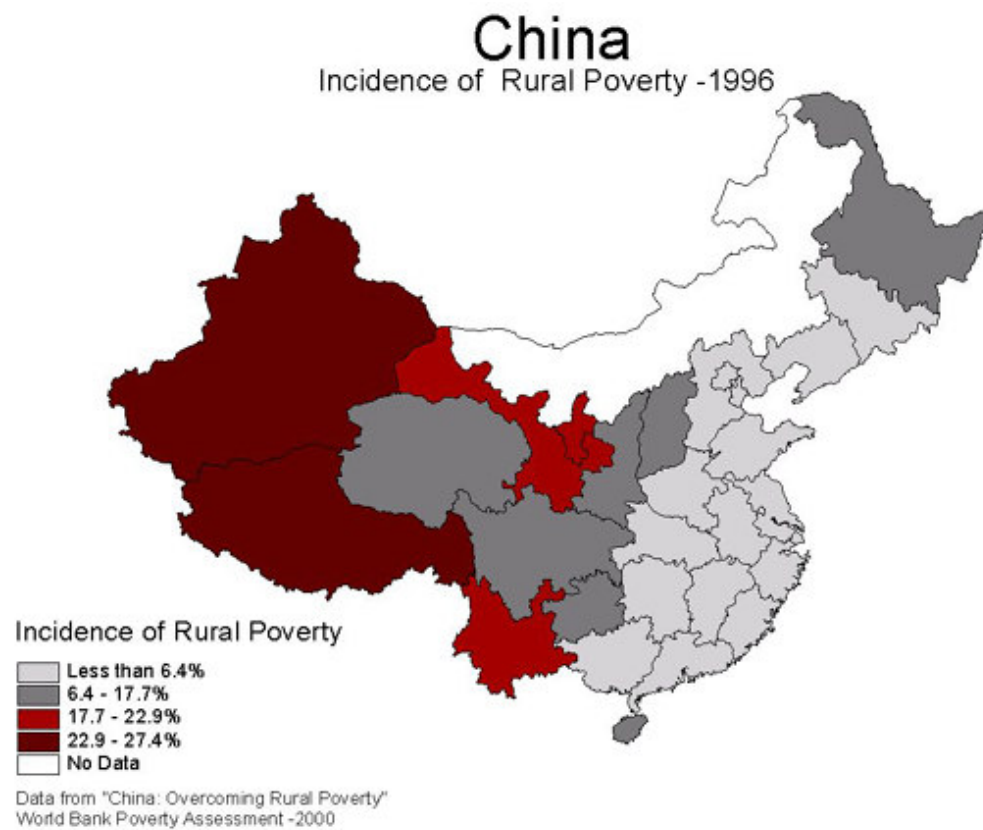 China
Incidence of Rural Poverty -1996
Incidence of Rural Poverty
Less than 6.4%
6.4 - 17.7%
17.7 - 22.9%
22.9 - 27.4%
No Data
Data from "China: Overcoming Rural Poverty"
World Bank Poverty Assessment -2000